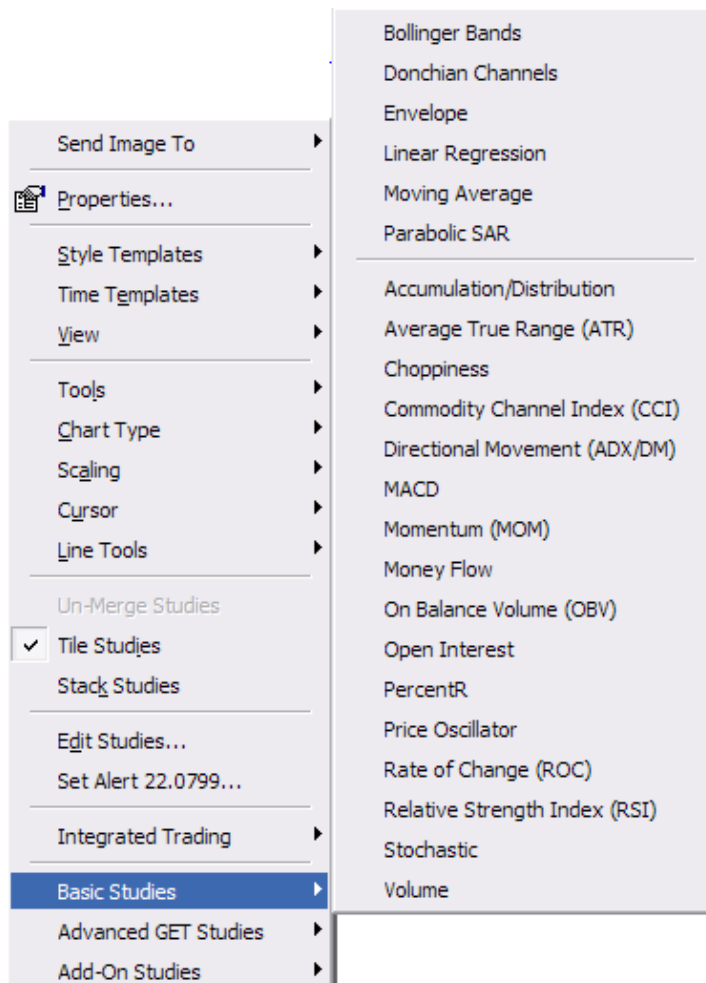 Send Image To
Properties...
Style Templates
Time Templates
View
Tools
Chart Type
Scaling
Cursor
Line Tools
Un-Merge Studies
Tile Studies
Stack Studies
Edit Studies...
Set Alert 22.0799...
Integrated Trading
Basic Studies
Advanced GET Studies
Add-On Studies
Bollinger Bands
Donchian Channels
Envelope
Linear Regression
Moving Average
Parabolic SAR
Accumulation/Distribution
Average True Range (ATR)
Choppiness
Commodity Channel Index (CCI)
Directional Movement (ADX/DM)
MACD
Momentum (MOM)
Money Flow
On Balance Volume (OBV)
Open Interest
PercentR
Price Oscillator
Rate of Change (ROC)
Relative Strength Index (RSI)
Stochastic
Volume